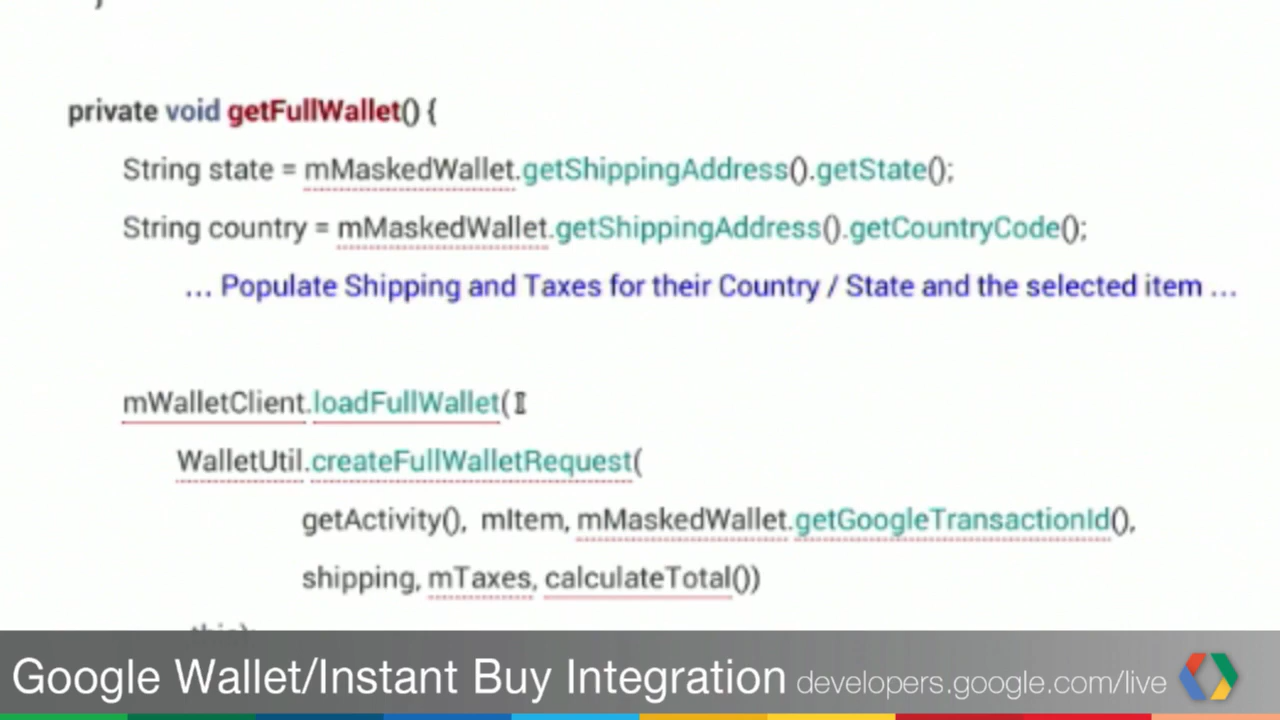 }
private void getFullWallet() {
String state = mMaskedWallet.getShippingAddress().getState();
String country = mMaskedWallet.getShippingAddress().getCountryCode();
... Populate Shipping and Taxes for their Country / State and the selected item ...
mWalletClient.loadFullWallet(
WalletUtil.createFullWalletRequest(
getActivity(), mItem, mMaskedWallet.getGoogleTransactionId(),
shipping, mTaxes, calculateTotal())
this);
Google Wallet/Instant Buy Integration developers.google.com/live